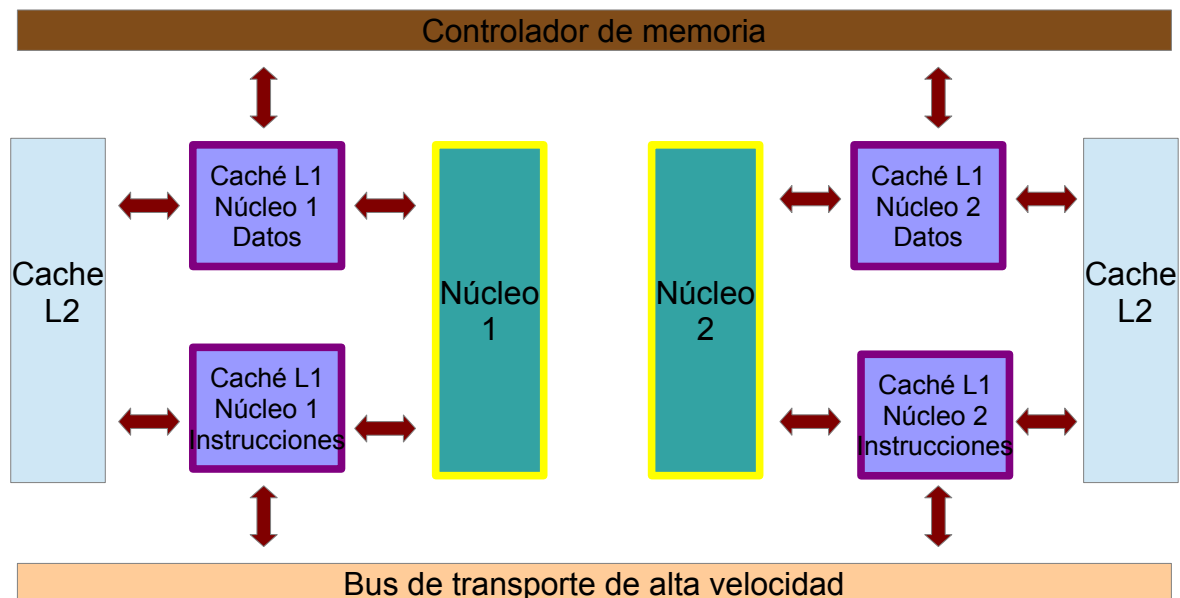 Controlador de memoria
Cache
L2
Caché L1
Núcleo 1
Datos
Núcleo
1
Núcleo
2
Caché L1
Núcleo 2
Datos
Cache
L2
Caché L1
Núcleo 1
Instrucciones
Caché L1
Núcleo 2
Instrucciones
Bus de transporte de alta velocidad